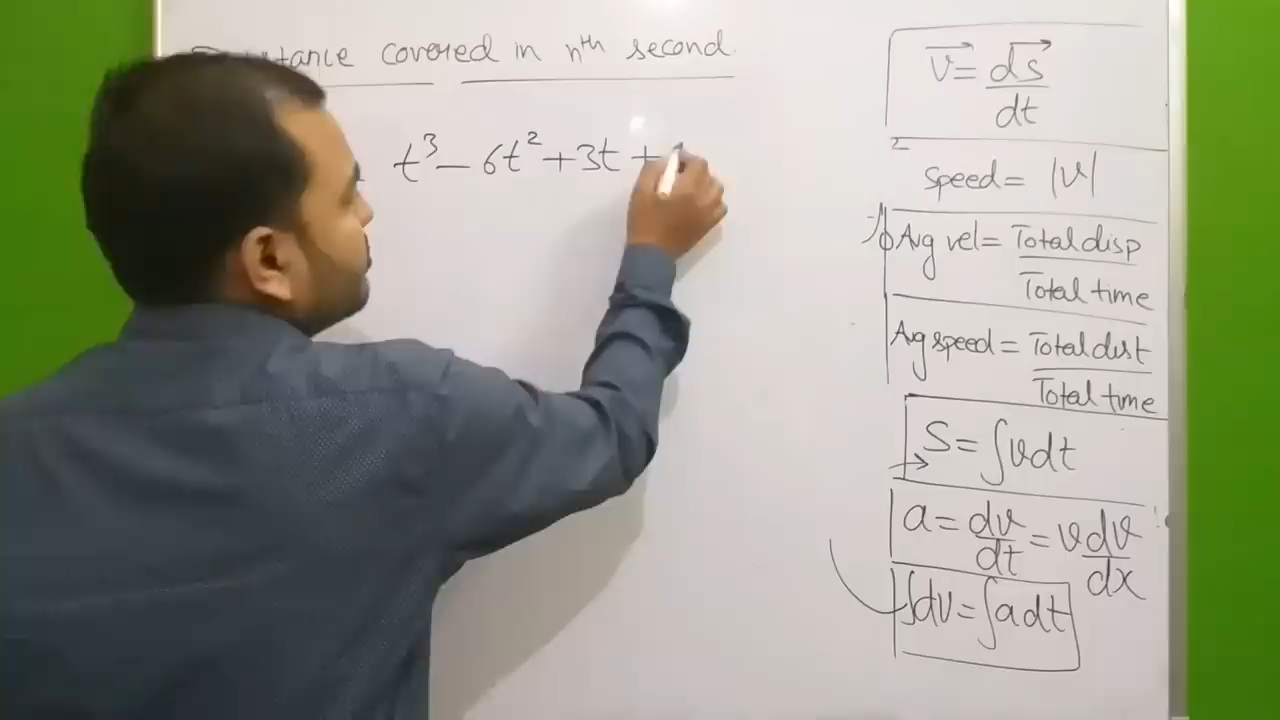 covered in nth second.
t³ - 6t² + 3t +
v⃗ = ds⃗/dt
2
speed = |v|
Avg vel = Total disp / Total time
Avg speed = Total dist / Total time
S = ∫vdt
a = dv/dt = v dv/dx
∫dv = ∫adt